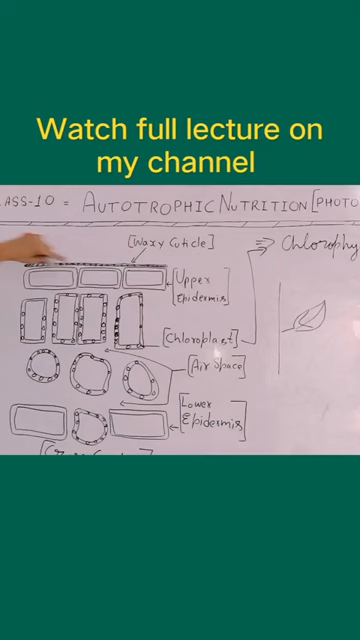 Watch full lecture on
my channel
LASS-10 = AUTOTROPHIC NUTRITION [PHOTO
[Waxy Cuticle]
⇒ Chlorophy
[Upper
Epidermis]
[Chloroplast]
[Air Space]
[Lower
Epidermis]